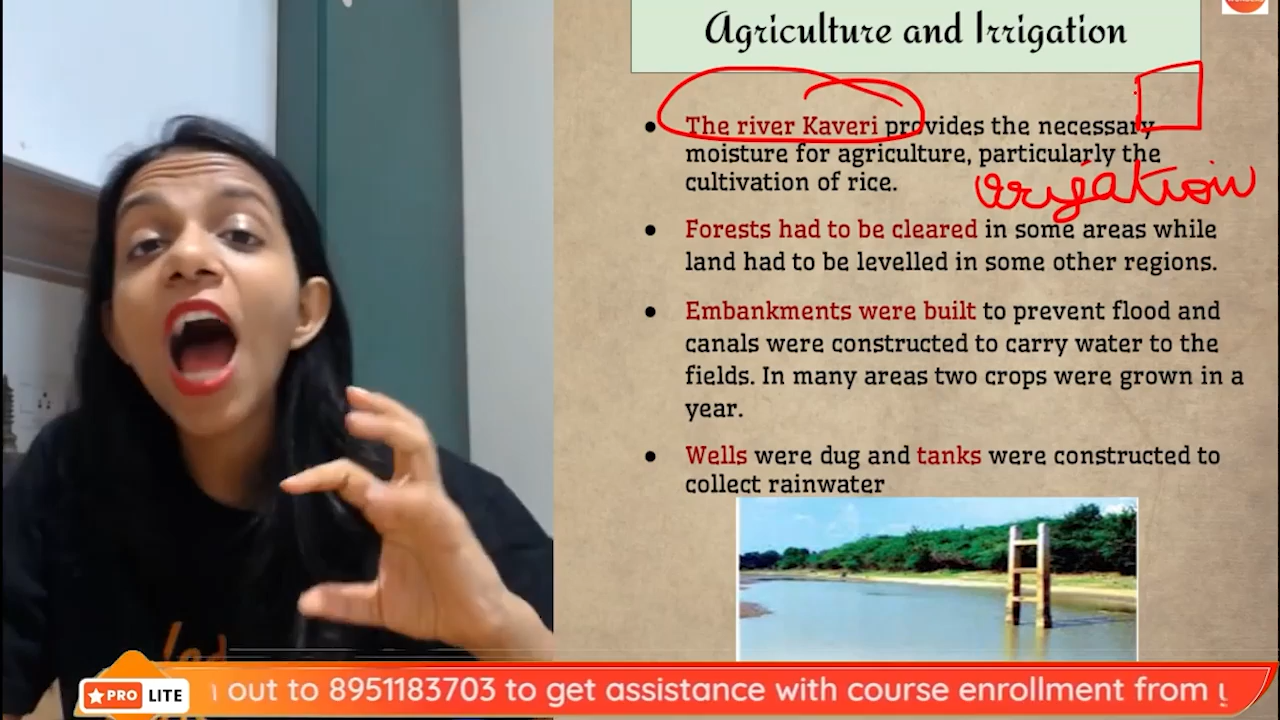 Agriculture and Irrigation
• The river Kaveri provides the necessary
moisture for agriculture, particularly the
cultivation of rice.
irrigation
• Forests had to be cleared in some areas while
land had to be levelled in some other regions.
• Embankments were built to prevent flood and
canals were constructed to carry water to the
fields. In many areas two crops were grown in a
year.
• Wells were dug and tanks were constructed to
collect rainwater
PRO LITE
out to 8951183703 to get assistance with course enrollment from